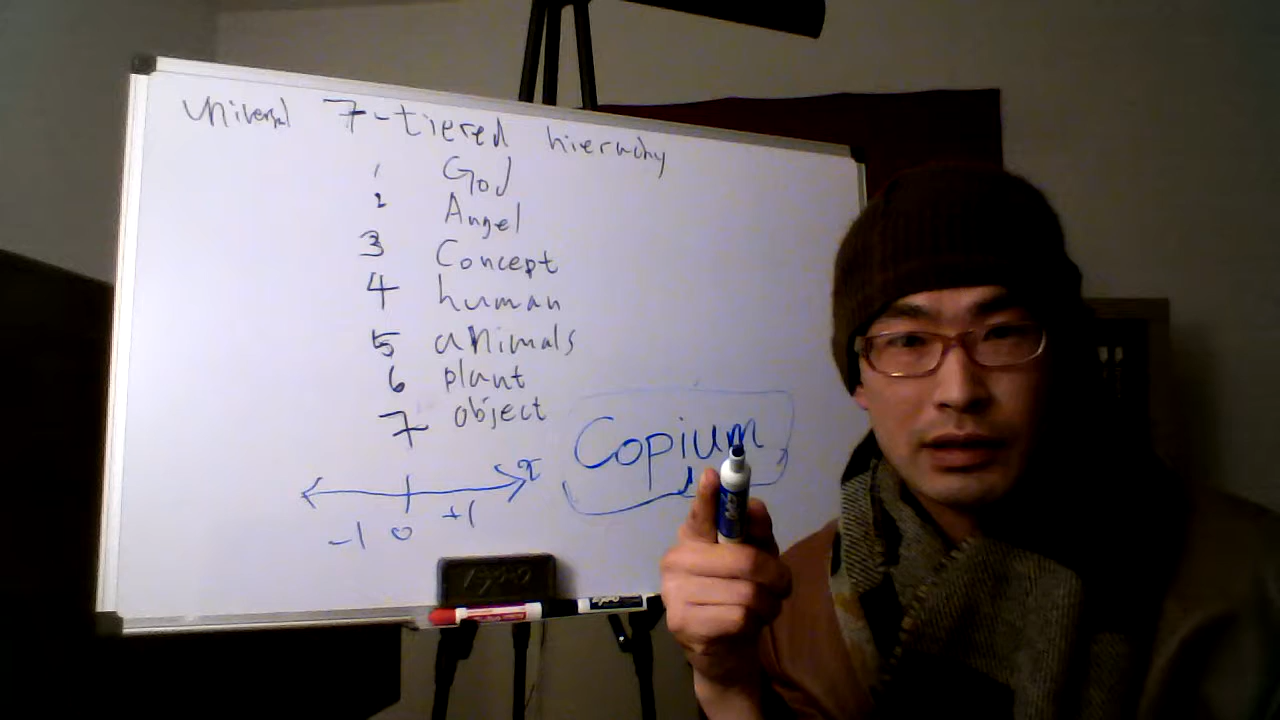 Universal 7-tiered hierachy
1 God
2 Angel
3 Concept
4 human
5 animals
6 plant
7 object
Copium
x
-1 0 +1